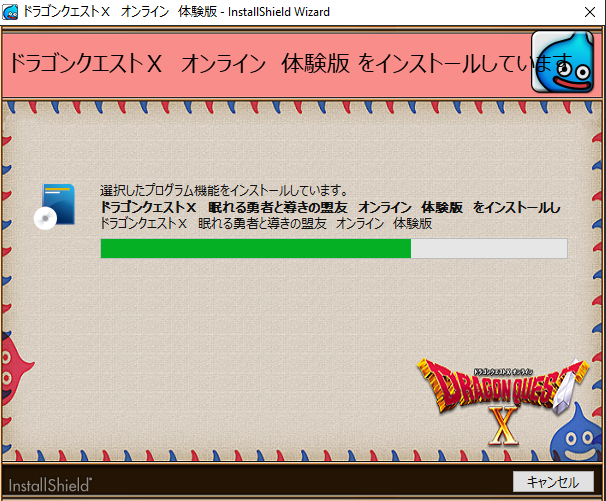 ドラゴンクエストX　オンライン　体験版 - InstallShield Wizard
ドラゴンクエストX　オンライン　体験版 をインストールしています
選択したプログラム機能をインストールしています。
ドラゴンクエストX　眠れる勇者と導きの盟友　オンライン　体験版　をインストールし
ドラゴンクエストX　眠れる勇者と導きの盟友　オンライン　体験版
ドラゴンクエストX オンライン
DRAGON QUEST
X
InstallShield
キャンセル